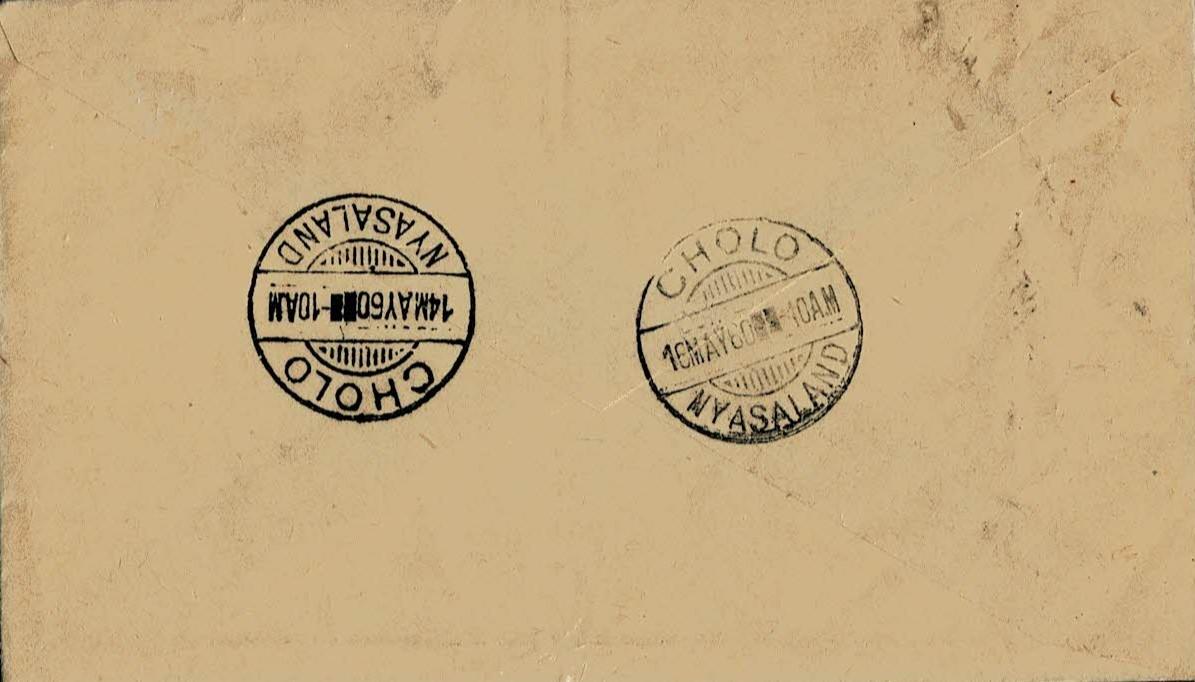 CHOLO
14MAY60 -10AM
NYASALAND
CHOLO
16MAY60 -10AM
NYASALAND